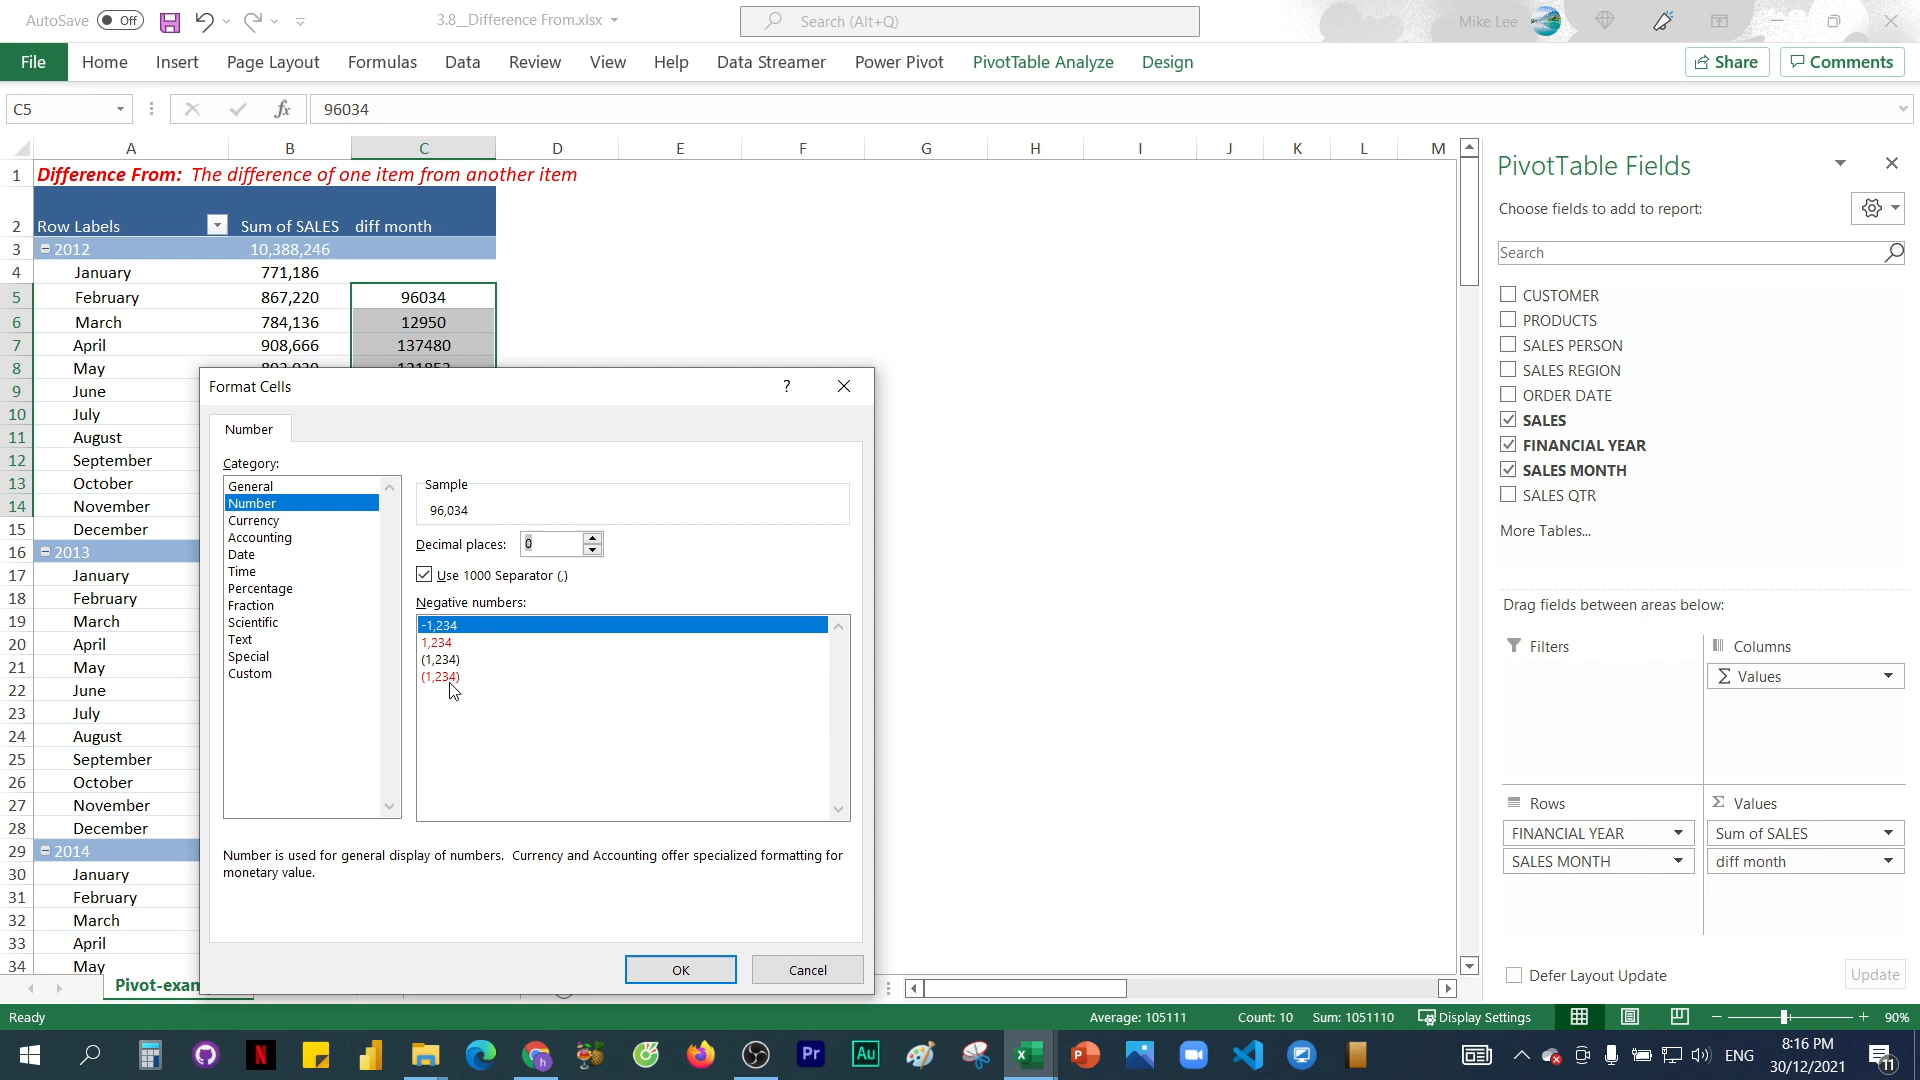 AutoSave Off
3.8__Difference From.xlsx
Search (Alt+Q)
Mike Lee
File Home Insert Page Layout Formulas Data Review View Help Data Streamer Power Pivot PivotTable Analyze Design
Share Comments
C5 fx 96034
A B C D E F G H I J K L M
1 Difference From: The difference of one item from another item
2 Row Labels Sum of SALES diff month
3 2012 10,388,246
4 January 771,186
5 February 867,220 96034
6 March 784,136 12950
7 April 908,666 137480
8 May
9 June
10 July
11 August
12 September
13 October
14 November
15 December
16 2013
17 January
18 February
19 March
20 April
21 May
22 June
23 July
24 August
25 September
26 October
27 November
28 December
29 2014
30 January
31 February
32 March
33 April
34 May
Format Cells ?
Number
Category:
General
Number
Currency
Accounting
Date
Time
Percentage
Fraction
Scientific
Text
Special
Custom
Sample
96,034
Decimal places: 0
Use 1000 Separator (,)
Negative numbers:
-1,234
1,234
(1,234)
(1,234)
Number is used for general display of numbers. Currency and Accounting offer specialized formatting for
monetary value.
OK Cancel
PivotTable Fields
Choose fields to add to report:
Search
CUSTOMER
PRODUCTS
SALES PERSON
SALES REGION
ORDER DATE
SALES
FINANCIAL YEAR
SALES MONTH
SALES QTR
More Tables...
Drag fields between areas below:
Filters
Columns
Σ Values
Rows
FINANCIAL YEAR
SALES MONTH
Σ Values
Sum of SALES
diff month
Defer Layout Update Update
Pivot-exam
Ready
Average: 105111 Count: 10 Sum: 1051110 Display Settings 90%
N Pr Au
ENG
8:16 PM
30/12/2021
11